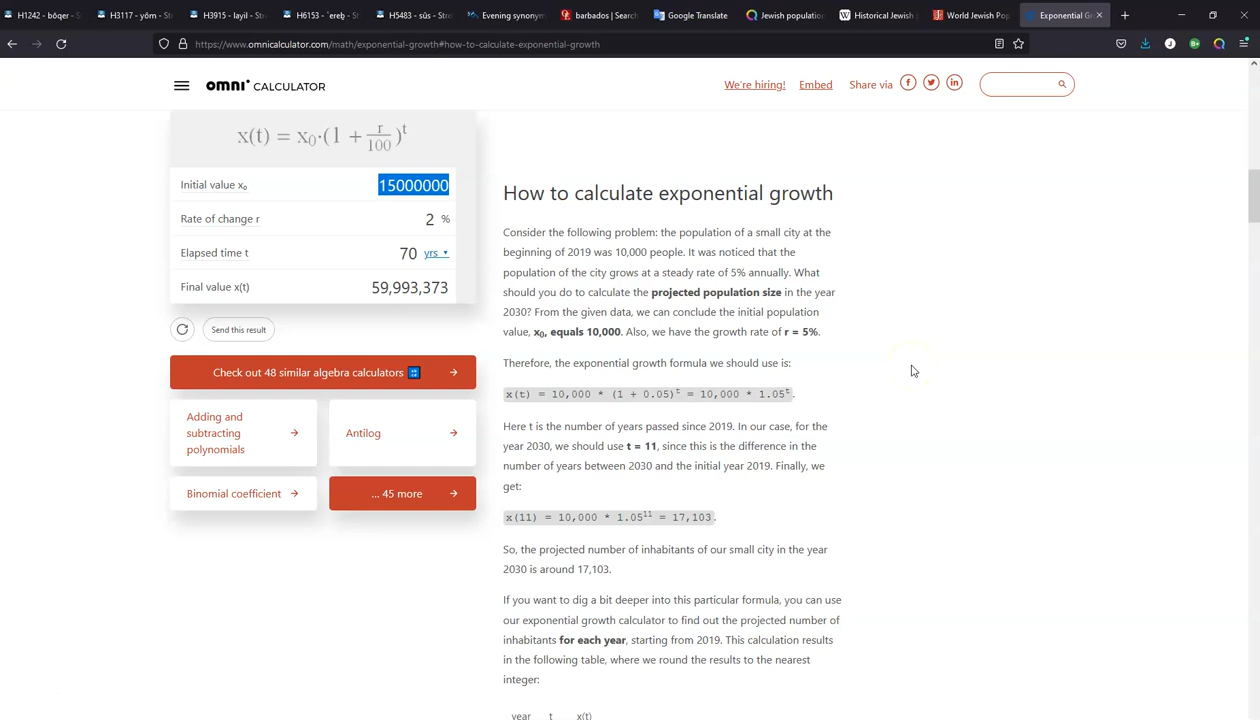 H1242 - bôqer - St
H3117 - yôm - Str
H3915 - layil - Str
H6153 - ʿereḇ - Str
H5483 - sûs - Stro
Evening synonym
barbados | Search
Google Translate
Jewish population
Historical Jewish p
World Jewish Pop
Exponential Gr
https://www.omnicalculator.com/math/exponential-growth#how-to-calculate-exponential-growth
omni CALCULATOR
We're hiring!
Embed
Share via
x(t) = x₀·(1 + r/100)^t
Initial value x₀ 15000000
Rate of change r 2 %
Elapsed time t 70 yrs
Final value x(t) 59,993,373
Send this result
Check out 48 similar algebra calculators
Adding and
subtracting
polynomials
Antilog
Binomial coefficient
... 45 more
How to calculate exponential growth
Consider the following problem: the population of a small city at the
beginning of 2019 was 10,000 people. It was noticed that the
population of the city grows at a steady rate of 5% annually. What
should you do to calculate the projected population size in the year
2030? From the given data, we can conclude the initial population
value, x₀, equals 10,000. Also, we have the growth rate of r = 5%.
Therefore, the exponential growth formula we should use is:
x(t) = 10,000 * (1 + 0.05)^t = 10,000 * 1.05^t.
Here t is the number of years passed since 2019. In our case, for the
year 2030, we should use t = 11, since this is the difference in the
number of years between 2030 and the initial year 2019. Finally, we
get:
x(11) = 10,000 * 1.05^11 = 17,103.
So, the projected number of inhabitants of our small city in the year
2030 is around 17,103.
If you want to dig a bit deeper into this particular formula, you can use
our exponential growth calculator to find out the projected number of
inhabitants for each year, starting from 2019. This calculation results
in the following table, where we round the results to the nearest
integer:
year t x(t)